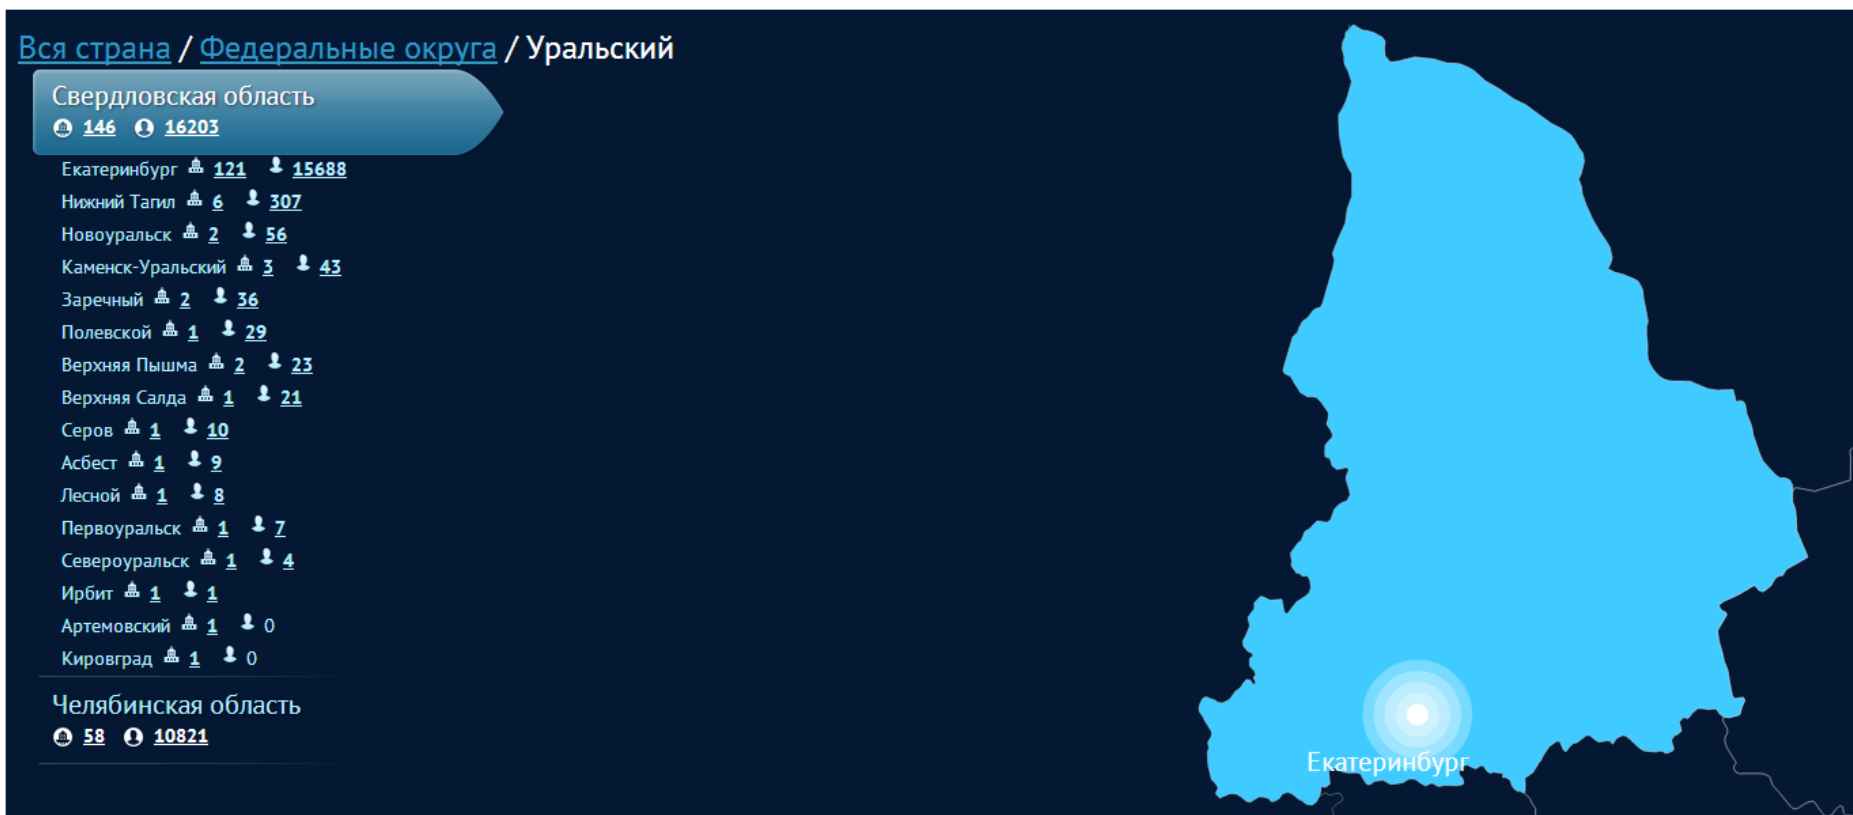 Вся страна / Федеральные округа / Уральский
Свердловская область
146 16203
Екатеринбург 121 15688
Нижний Тагил 6 307
Новоуральск 2 56
Каменск-Уральский 3 43
Заречный 2 36
Полевской 1 29
Верхняя Пышма 2 23
Верхняя Салда 1 21
Серов 1 10
Асбест 1 9
Лесной 1 8
Первоуральск 1 7
Североуральск 1 4
Ирбит 1 1
Артемовский 1 0
Кировград 1 0
Челябинская область
58 10821
Екатеринбург